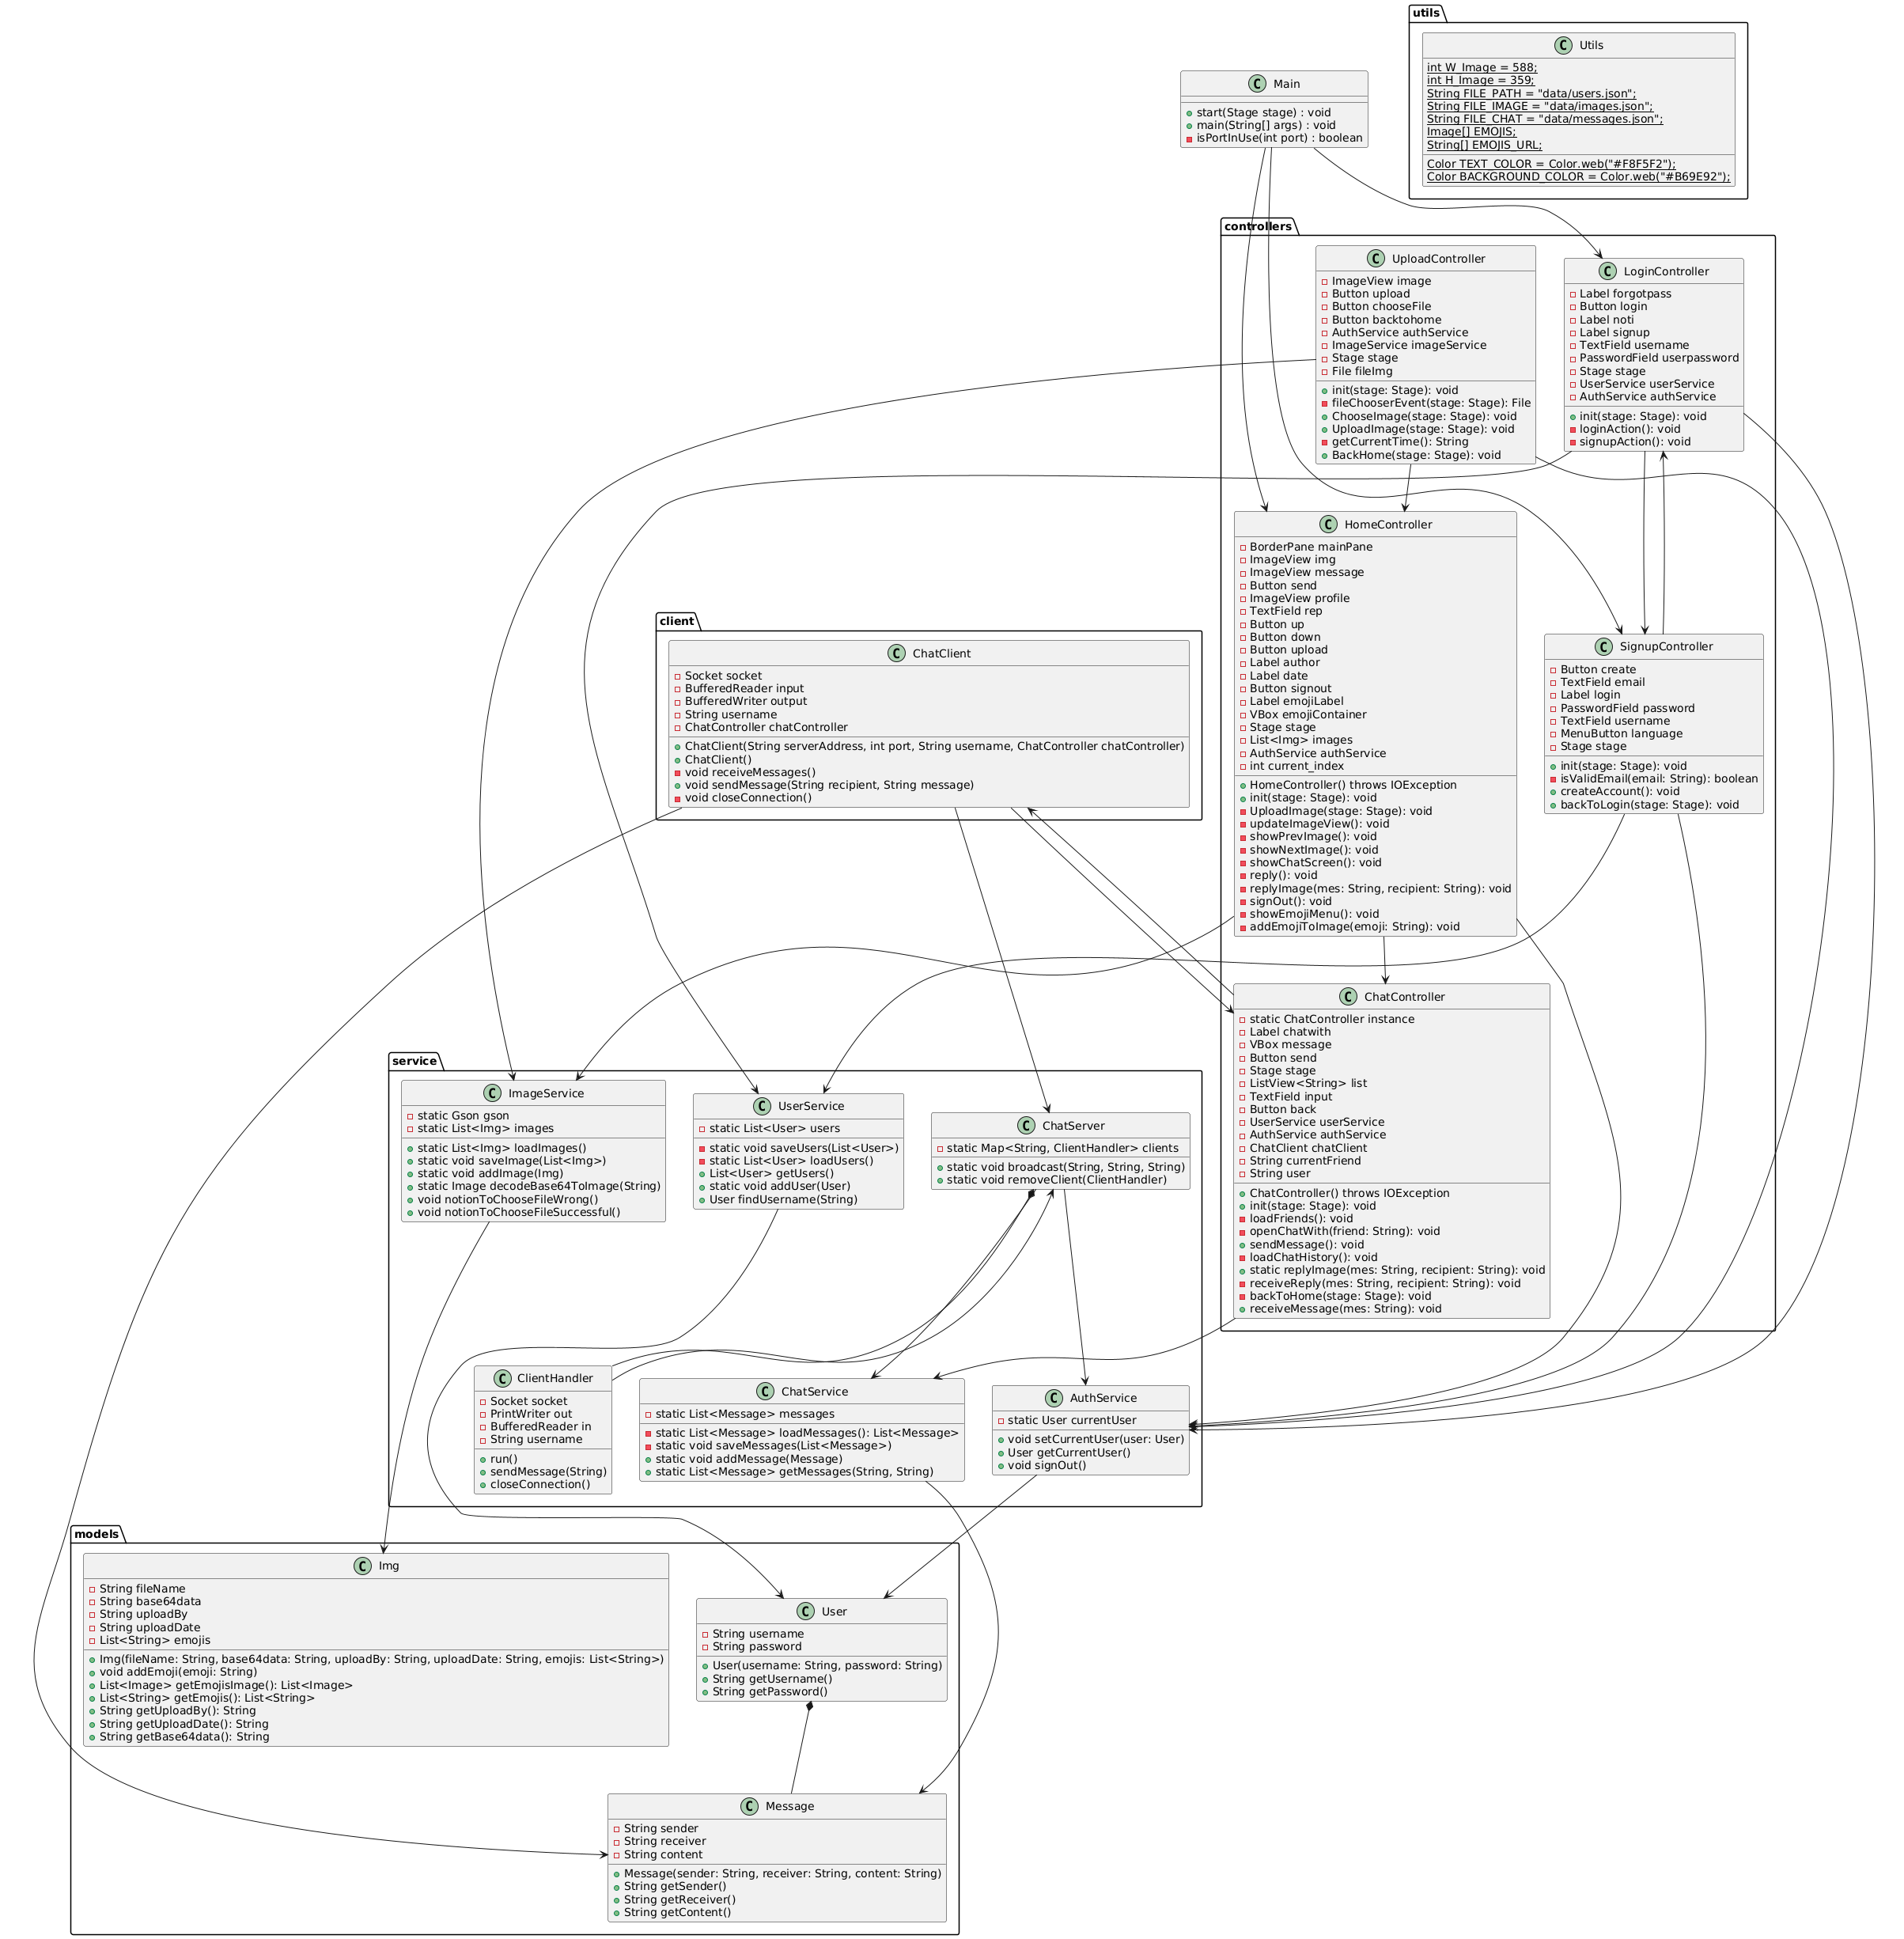 utils
Utils
int W_Image = 588;
int H_Image = 359;
String FILE_PATH = "data/users.json";
String FILE_IMAGE = "data/images.json";
String FILE_CHAT = "data/messages.json";
Image[] EMOJIS;
String[] EMOJIS_URL;
Color TEXT_COLOR = Color.web("#F8F5F2");
Color BACKGROUND_COLOR = Color.web("#B69E92");
Main
start(Stage stage) : void
main(String[] args) : void
isPortInUse(int port) : boolean
controllers
UploadController
ImageView image
Button upload
Button chooseFile
Button backtohome
AuthService authService
ImageService imageService
Stage stage
File fileImg
init(stage: Stage): void
fileChooserEvent(stage: Stage): File
ChooseImage(stage: Stage): void
UploadImage(stage: Stage): void
getCurrentTime(): String
BackHome(stage: Stage): void
LoginController
Label forgotpass
Button login
Label noti
Label signup
TextField username
PasswordField userpassword
Stage stage
UserService userService
AuthService authService
init(stage: Stage): void
loginAction(): void
signupAction(): void
HomeController
BorderPane mainPane
ImageView img
ImageView message
Button send
ImageView profile
TextField rep
Button up
Button down
Button upload
Label author
Label date
Button signout
Label emojiLabel
VBox emojiContainer
Stage stage
List<Img> images
AuthService authService
int current_index
HomeController() throws IOException
init(stage: Stage): void
UploadImage(stage: Stage): void
updateImageView(): void
showPrevImage(): void
showNextImage(): void
showChatScreen(): void
reply(): void
replyImage(mes: String, recipient: String): void
signOut(): void
showEmojiMenu(): void
addEmojiToImage(emoji: String): void
SignupController
Button create
TextField email
Label login
PasswordField password
TextField username
MenuButton language
Stage stage
init(stage: Stage): void
isValidEmail(email: String): boolean
createAccount(): void
backToLogin(stage: Stage): void
client
ChatClient
Socket socket
BufferedReader input
BufferedWriter output
String username
ChatController chatController
ChatClient(String serverAddress, int port, String username, ChatController chatController)
ChatClient()
void receiveMessages()
void sendMessage(String recipient, String message)
void closeConnection()
ChatController
static ChatController instance
Label chatwith
VBox message
Button send
Stage stage
ListView<String> list
TextField input
Button back
UserService userService
AuthService authService
ChatClient chatClient
String currentFriend
String user
ChatController() throws IOException
init(stage: Stage): void
loadFriends(): void
openChatWith(friend: String): void
sendMessage(): void
loadChatHistory(): void
static replyImage(mes: String, recipient: String): void
receiveReply(mes: String, recipient: String): void
backToHome(stage: Stage): void
receiveMessage(mes: String): void
service
ImageService
static Gson gson
static List<Img> images
static List<Img> loadImages()
static void saveImage(List<Img>)
static void addImage(Img)
static Image decodeBase64ToImage(String)
void notionToChooseFileWrong()
void notionToChooseFileSuccessful()
UserService
static List<User> users
static void saveUsers(List<User>)
static List<User> loadUsers()
List<User> getUsers()
static void addUser(User)
User findUsername(String)
ChatServer
static Map<String, ClientHandler> clients
static void broadcast(String, String, String)
static void removeClient(ClientHandler)
ClientHandler
Socket socket
PrintWriter out
BufferedReader in
String username
run()
sendMessage(String)
closeConnection()
ChatService
static List<Message> messages
static List<Message> loadMessages(): List<Message>
static void saveMessages(List<Message>)
static void addMessage(Message)
static List<Message> getMessages(String, String)
AuthService
static User currentUser
void setCurrentUser(user: User)
User getCurrentUser()
void signOut()
models
Img
String fileName
String base64data
String uploadBy
String uploadDate
List<String> emojis
Img(fileName: String, base64data: String, uploadBy: String, uploadDate: String, emojis: List<String>)
void addEmoji(emoji: String)
List<Image> getEmojisImage(): List<Image>
List<String> getEmojis(): List<String>
String getUploadBy(): String
String getUploadDate(): String
String getBase64data(): String
User
String username
String password
User(username: String, password: String)
String getUsername()
String getPassword()
Message
String sender
String receiver
String content
Message(sender: String, receiver: String, content: String)
String getSender()
String getReceiver()
String getContent()